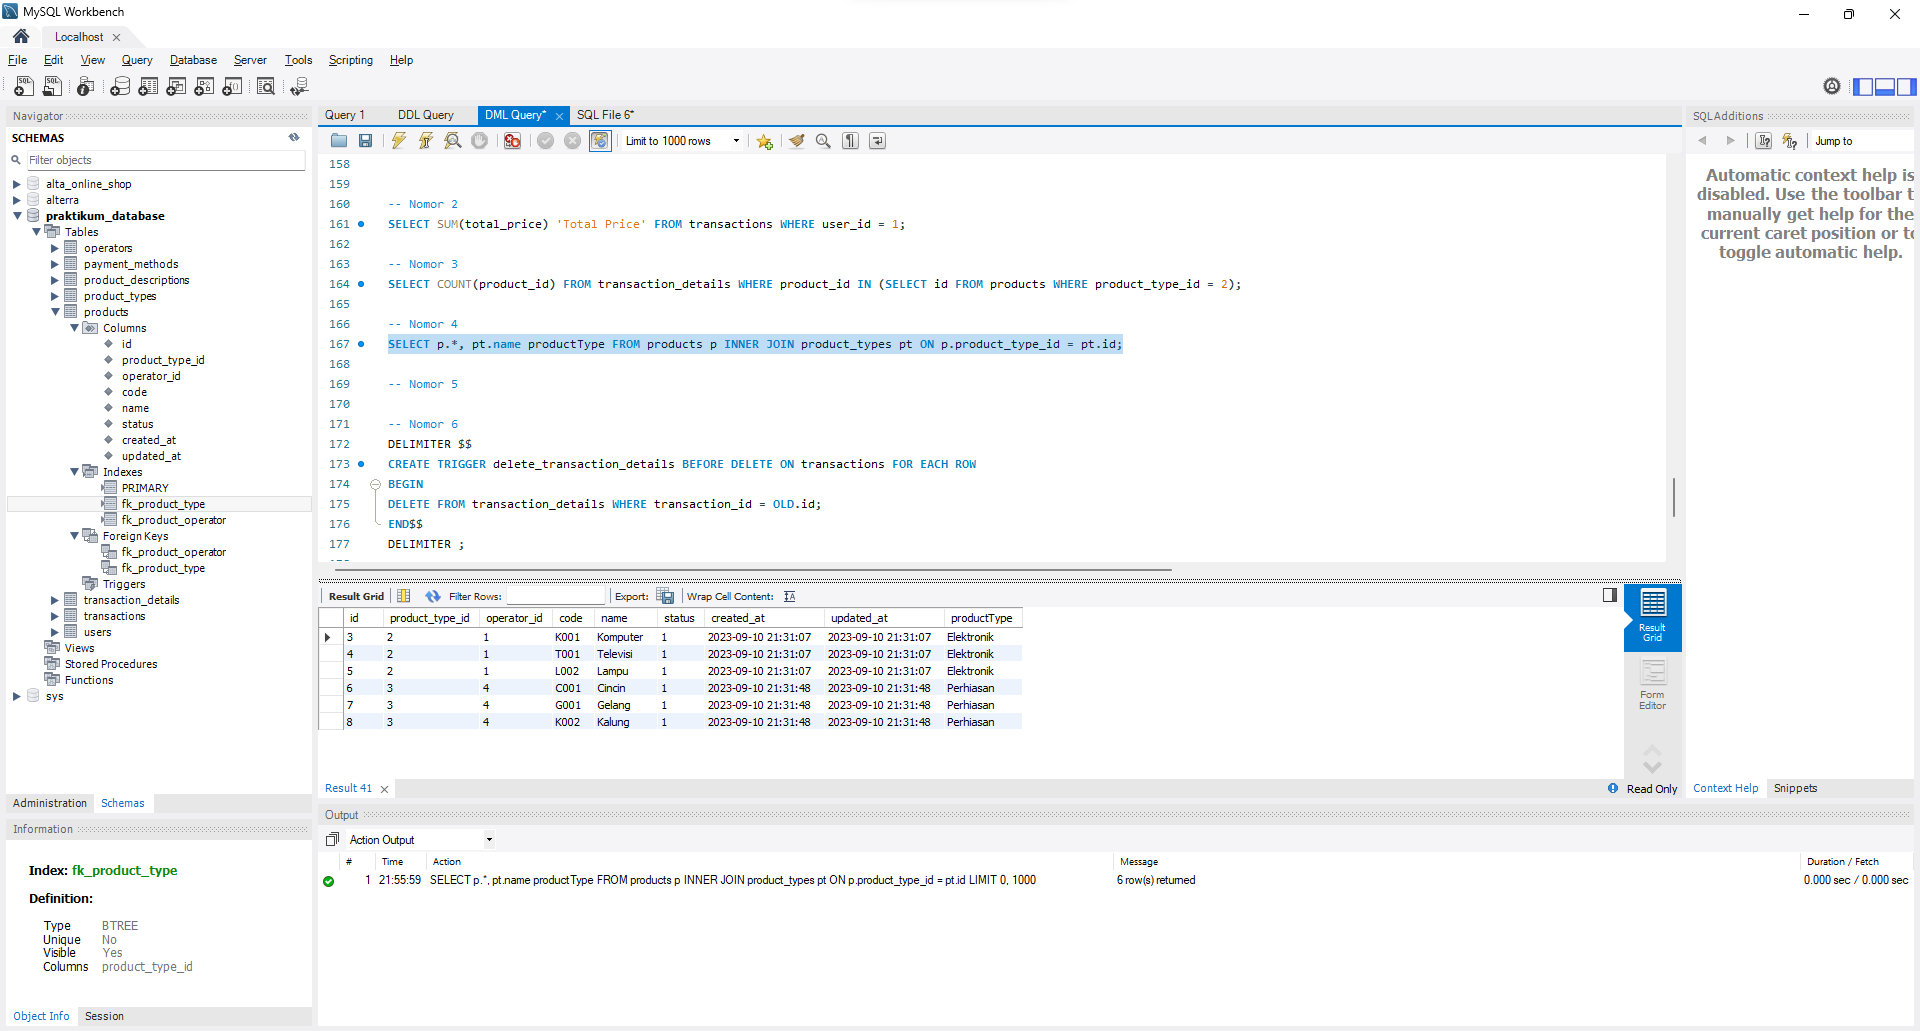 MySQL Workbench
Localhost
File Edit View Query Database Server Tools Scripting Help
Navigator
SCHEMAS
Filter objects
alta_online_shop
alterra
praktikum_database
Tables
operators
payment_methods
product_descriptions
product_types
products
Columns
id
product_type_id
operator_id
code
name
status
created_at
updated_at
Indexes
PRIMARY
fk_product_type
fk_product_operator
Foreign Keys
fk_product_operator
fk_product_type
Triggers
transaction_details
transactions
users
Views
Stored Procedures
Functions
sys
Administration Schemas
Information
Index: fk_product_type
Definition:
Type BTREE
Unique No
Visible Yes
Columns product_type_id
Object Info Session
Query 1 DDL Query DML Query* SQL File 6*
Limit to 1000 rows
158
159
160 -- Nomor 2
161 SELECT SUM(total_price) 'Total Price' FROM transactions WHERE user_id = 1;
162
163 -- Nomor 3
164 SELECT COUNT(product_id) FROM transaction_details WHERE product_id IN (SELECT id FROM products WHERE product_type_id = 2);
165
166 -- Nomor 4
167 SELECT p.*, pt.name productType FROM products p INNER JOIN product_types pt ON p.product_type_id = pt.id;
168
169 -- Nomor 5
170
171 -- Nomor 6
172 DELIMITER $$
173 CREATE TRIGGER delete_transaction_details BEFORE DELETE ON transactions FOR EACH ROW
174 BEGIN
175 DELETE FROM transaction_details WHERE transaction_id = OLD.id;
176 END$$
177 DELIMITER ;
Result Grid Filter Rows: Export: Wrap Cell Content:
id product_type_id operator_id code name status created_at updated_at productType
3 2 1 K001 Komputer 1 2023-09-10 21:31:07 2023-09-10 21:31:07 Elektronik
4 2 1 T001 Televisi 1 2023-09-10 21:31:07 2023-09-10 21:31:07 Elektronik
5 2 1 L002 Lampu 1 2023-09-10 21:31:07 2023-09-10 21:31:07 Elektronik
6 3 4 C001 Cincin 1 2023-09-10 21:31:48 2023-09-10 21:31:48 Perhiasan
7 3 4 G001 Gelang 1 2023-09-10 21:31:48 2023-09-10 21:31:48 Perhiasan
8 3 4 K002 Kalung 1 2023-09-10 21:31:48 2023-09-10 21:31:48 Perhiasan
Result
Grid
Form
Editor
Result 41
Read Only
Output
Action Output
# Time Action Message Duration / Fetch
1 21:55:59 SELECT p.*, pt.name productType FROM products p INNER JOIN product_types pt ON p.product_type_id = pt.id LIMIT 0, 1000 6 row(s) returned 0.000 sec / 0.000 sec
SQLAdditions
Jump to
Automatic context help is
disabled. Use the toolbar t
manually get help for the
current caret position or to
toggle automatic help.
Context Help Snippets